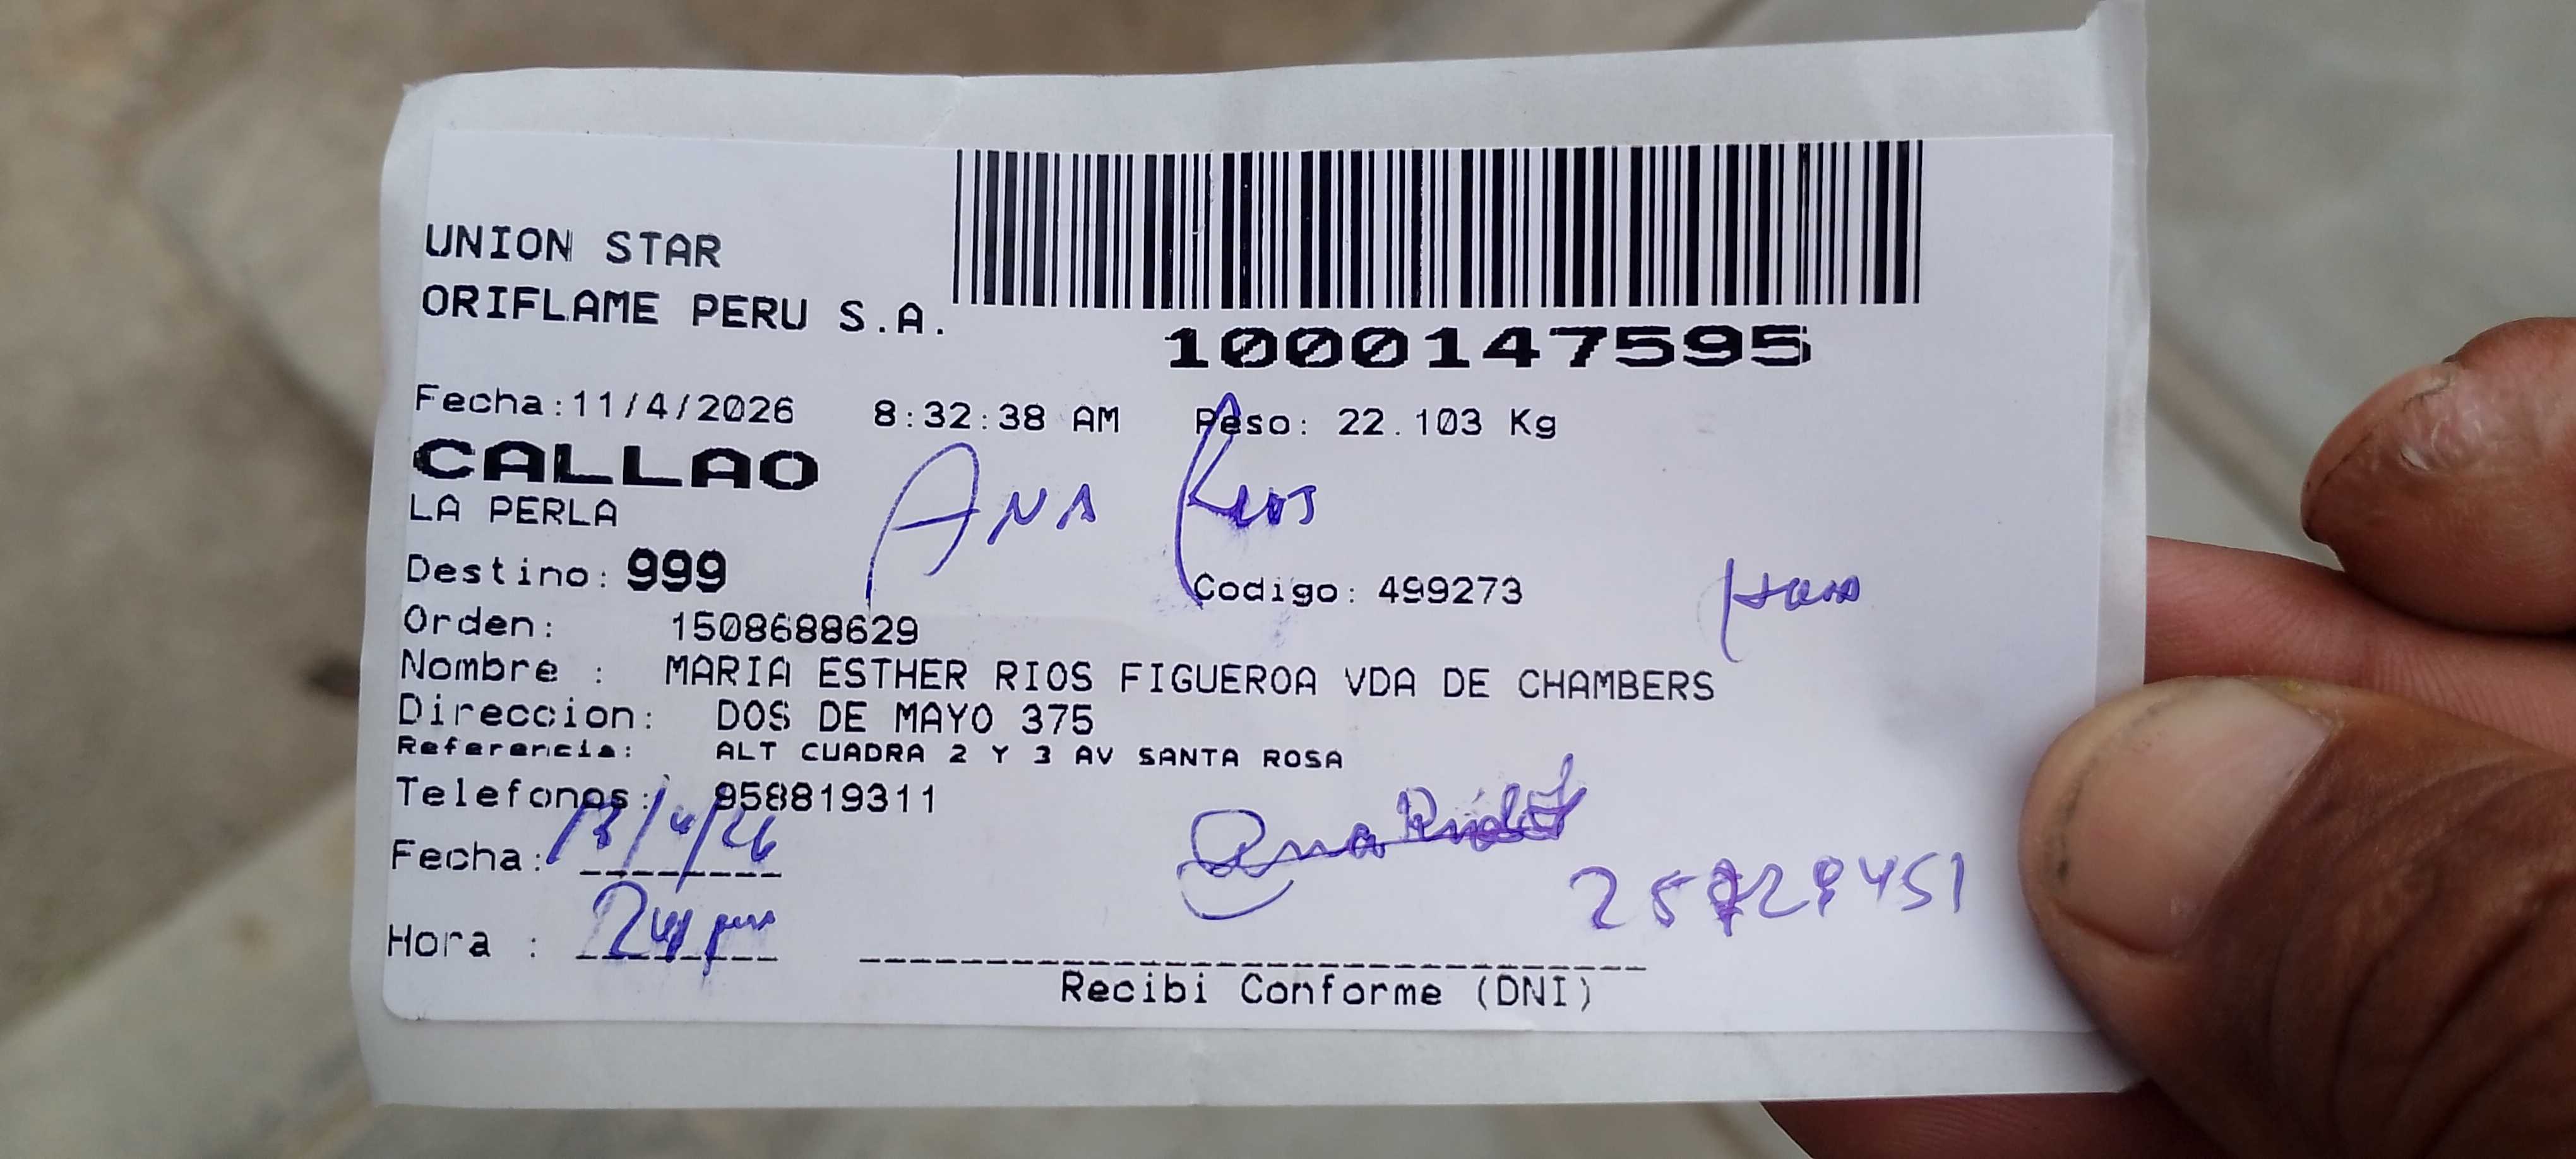 UNION STAR
ORIFLAME PERU S.A.
1000147595
Fecha:11/4/2026 8:32:38 AM Peso: 22.103 Kg
CALLAO
LA PERLA
ANA Rios
Destino: 999
Codigo: 499273
Orden: 1508688629
Nombre : MARIA ESTHER RIOS FIGUEROA VDA DE CHAMBERS
Direccion: DOS DE MAYO 375
Referencia: ALT CUADRA 2 Y 3 AV SANTA ROSA
Telefonos: 958819311
Fecha: 13/4/26
Hora :
Recibi Conforme (DNI)